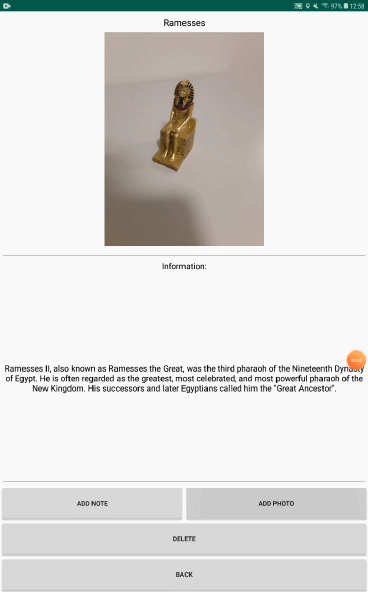 97% 12:58
Ramesses
Information:
Ramesses II, also known as Ramesses the Great, was the third pharaoh of the Nineteenth Dynasty
of Egypt. He is often regarded as the greatest, most celebrated, and most powerful pharaoh of the
New Kingdom. His successors and later Egyptians called him the "Great Ancestor".
ADD NOTE
ADD PHOTO
DELETE
BACK